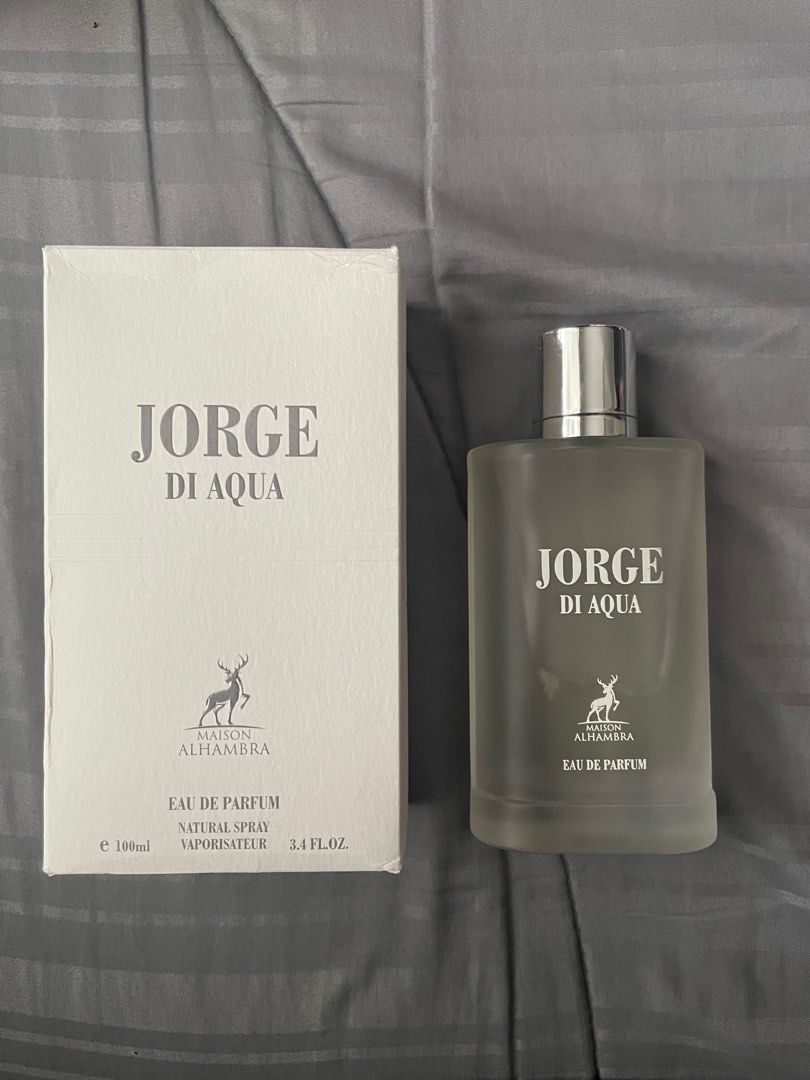 JORGE
DI AQUA
MAISON
ALHAMBRA
EAU DE PARFUM
NATURAL SPRAY
℮ 100ml VAPORISATEUR 3.4 FL.OZ.
JORGE
DI AQUA
MAISON
ALHAMBRA
EAU DE PARFUM